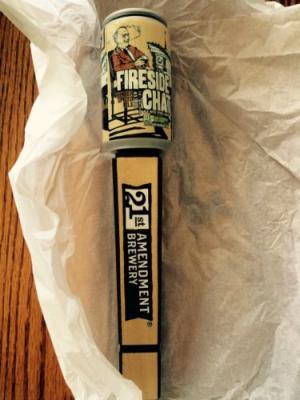 FIRESIDE
CHAT
21st
AMENDMENT
BREWERY®